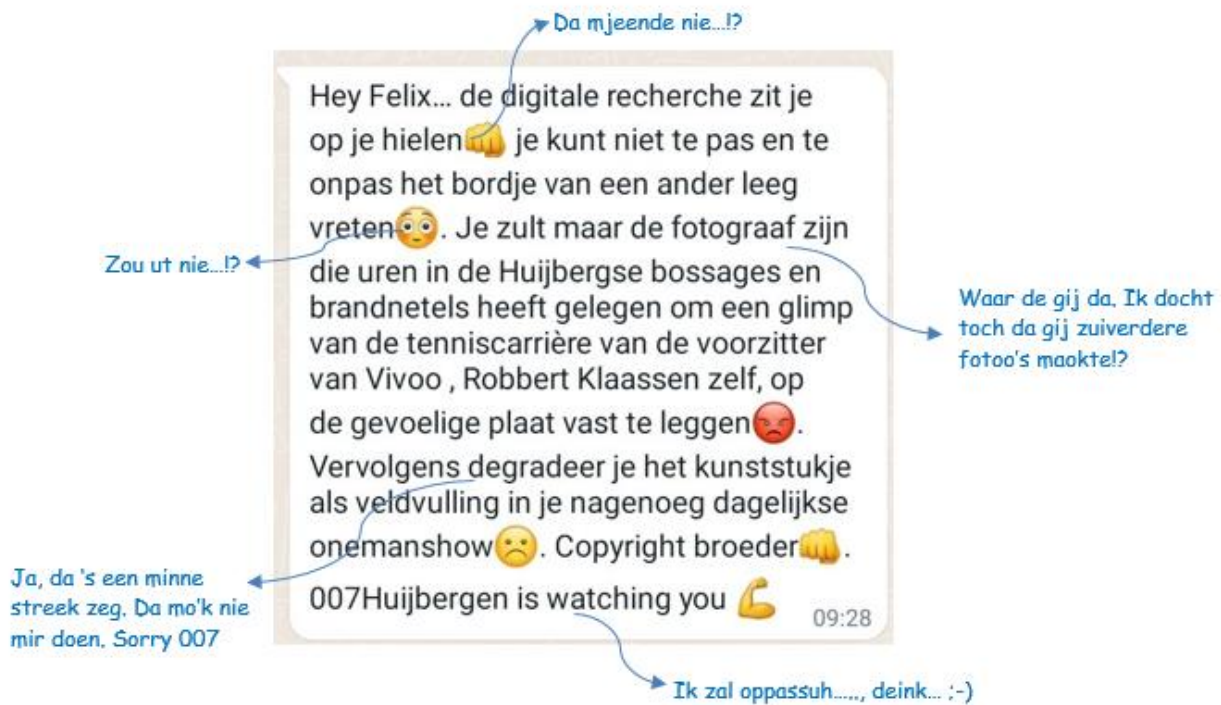 Da mjeende nie...!?
Hey Felix... de digitale recherche zit je
op je hielen👊 je kunt niet te pas en te
onpas het bordje van een ander leeg
vreten😳. Je zult maar de fotograaf zijn
die uren in de Huijbergse bossages en
brandnetels heeft gelegen om een glimp
van de tenniscarrière van de voorzitter
van Vivoo , Robbert Klaassen zelf, op
de gevoelige plaat vast te leggen😡.
Vervolgens degradeer je het kunststukje
als veldvulling in je nagenoeg dagelijkse
onemanshow🙁. Copyright broeder👊.
007Huijbergen is watching you 💪
09:28
Zou ut nie...!?
Waar de gij da. Ik docht
toch da gij zuiverdere
fotoo's maokte!?
Ja, da 's een minne
streek zeg. Da mo'k nie
mir doen. Sorry 007
Ik zal oppassuh....., deink... ;-)